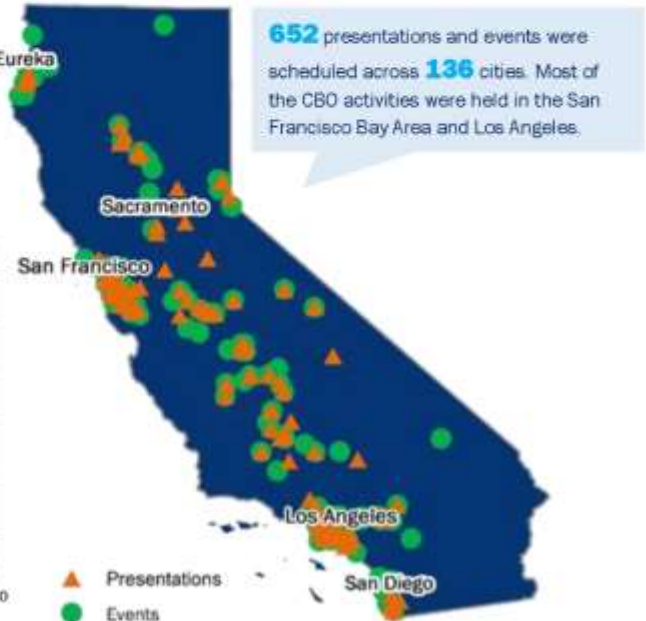 652 presentations and events were
scheduled across 136 cities. Most of
the CBO activities were held in the San
Francisco Bay Area and Los Angeles.
Eureka
Sacramento
San Francisco
Los Angeles
San Diego
Presentations
Events
0